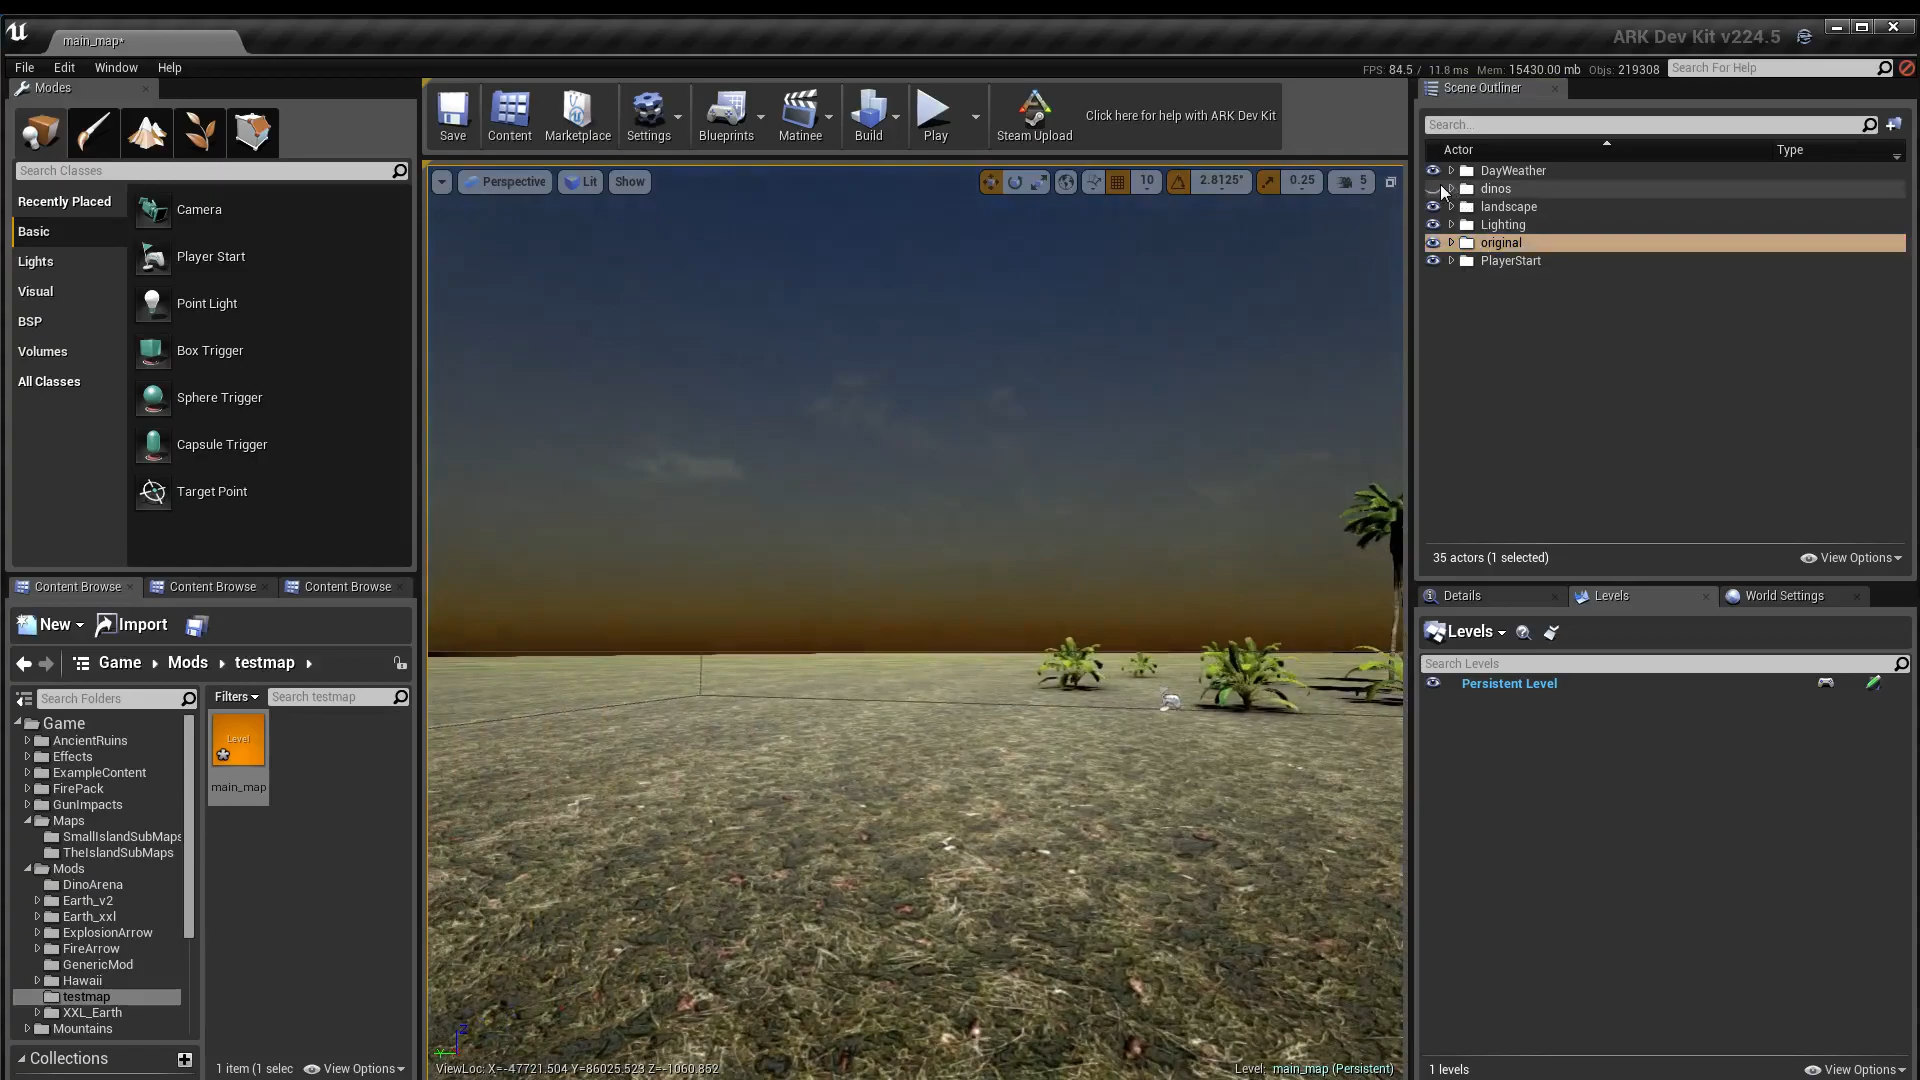 main_map*
ARK Dev Kit v224.5
File Edit Window Help
FPS: 84.5 / 11.8 ms Mem: 15430.00 mb Objs: 219308
Search For Help
Modes
Search Classes
Recently Placed
Basic
Lights
Visual
BSP
Volumes
All Classes
Camera
Player Start
Point Light
Box Trigger
Sphere Trigger
Capsule Trigger
Target Point
Save
Content
Marketplace
Settings
Blueprints
Matinee
Build
Play
Steam Upload
Click here for help with ARK Dev Kit
Perspective
Lit
Show
10
2.8125°
0.25
5
ViewLoc: X=-47721.504 Y=86025.523 Z=-1060.852
Level: main_map (Persistent)
Scene Outliner
Search...
Actor
Type
DayWeather
dinos
landscape
Lighting
original
PlayerStart
35 actors (1 selected)
View Options
Content Browse
Content Browse
Content Browse
New
Import
Game
Mods
testmap
Search Folders
Filters
Search testmap
Game
AncientRuins
Effects
ExampleContent
FirePack
GunImpacts
Maps
SmallIslandSubMaps
TheIslandSubMaps
Mods
DinoArena
Earth_v2
Earth_xxl
ExplosionArrow
FireArrow
GenericMod
Hawaii
testmap
XXL_Earth
Mountains
Collections
Level
main_map
1 item (1 selec
View Options
Details
Levels
World Settings
Levels
Search Levels
Persistent Level
1 levels
View Options